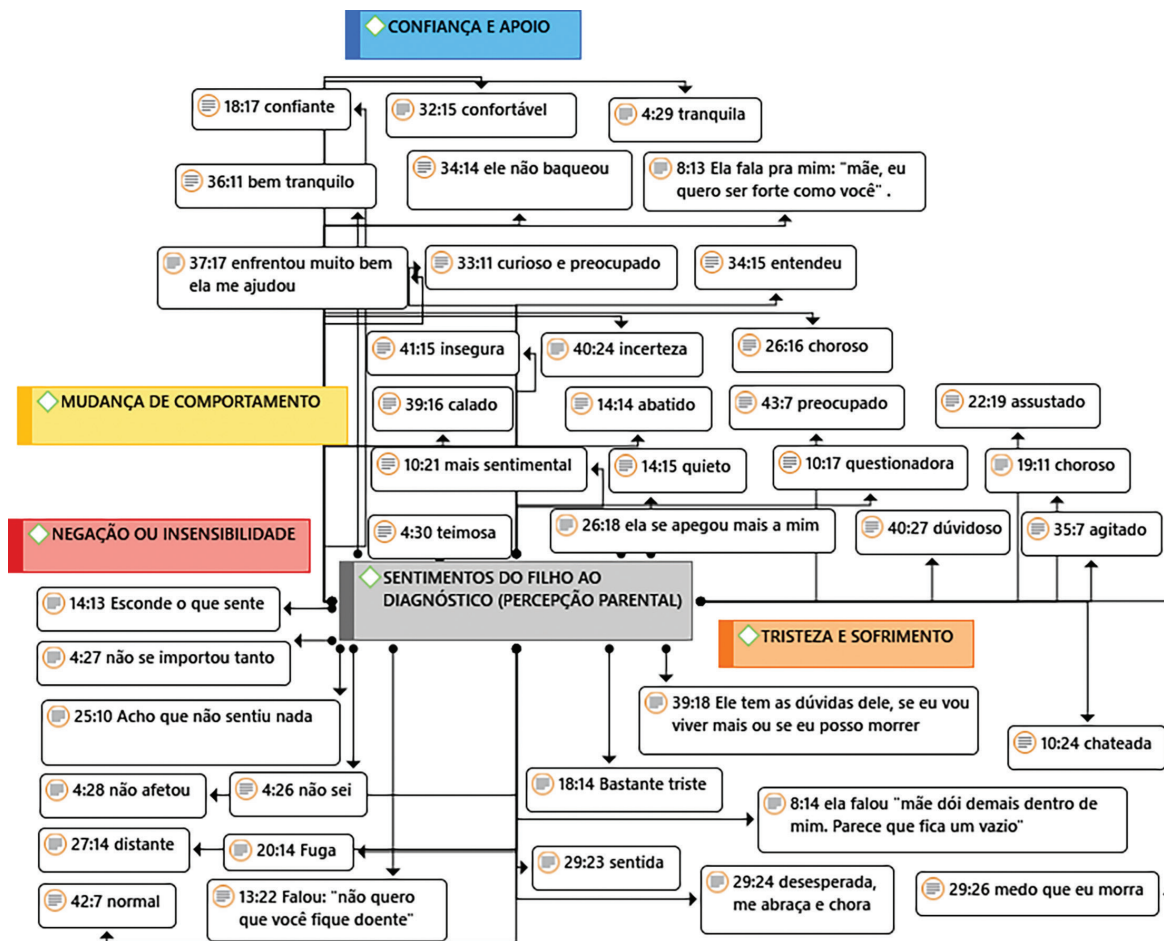 CONFIANÇA E APOIO
18:17 confiante
32:15 confortável
4:29 tranquila
36:11 bem tranquilo
34:14 ele não baqueou
8:13 Ela fala pra mim: "mãe, eu
quero ser forte como você" .
37:17 enfrentou muito bem
ela me ajudou
33:11 curioso e preocupado
34:15 entendeu
41:15 insegura
40:24 incerteza
26:16 choroso
MUDANÇA DE COMPORTAMENTO
39:16 calado
14:14 abatido
43:7 preocupado
22:19 assustado
10:21 mais sentimental
14:15 quieto
10:17 questionadora
19:11 choroso
NEGAÇÃO OU INSENSIBILIDADE
4:30 teimosa
26:18 ela se apegou mais a mim
40:27 dúvidoso
35:7 agitado
SENTIMENTOS DO FILHO AO
DIAGNÓSTICO (PERCEPÇÃO PARENTAL)
14:13 Esconde o que sente
TRISTEZA E SOFRIMENTO
4:27 não se importou tanto
25:10 Acho que não sentiu nada
39:18 Ele tem as dúvidas dele, se eu vou
viver mais ou se eu posso morrer
10:24 chateada
4:28 não afetou
4:26 não sei
18:14 Bastante triste
8:14 ela falou "mãe dói demais dentro de
mim. Parece que fica um vazio"
27:14 distante
20:14 Fuga
29:23 sentida
42:7 normal
13:22 Falou: "não quero
que você fique doente"
29:24 desesperada,
me abraça e chora
29:26 medo que eu morra